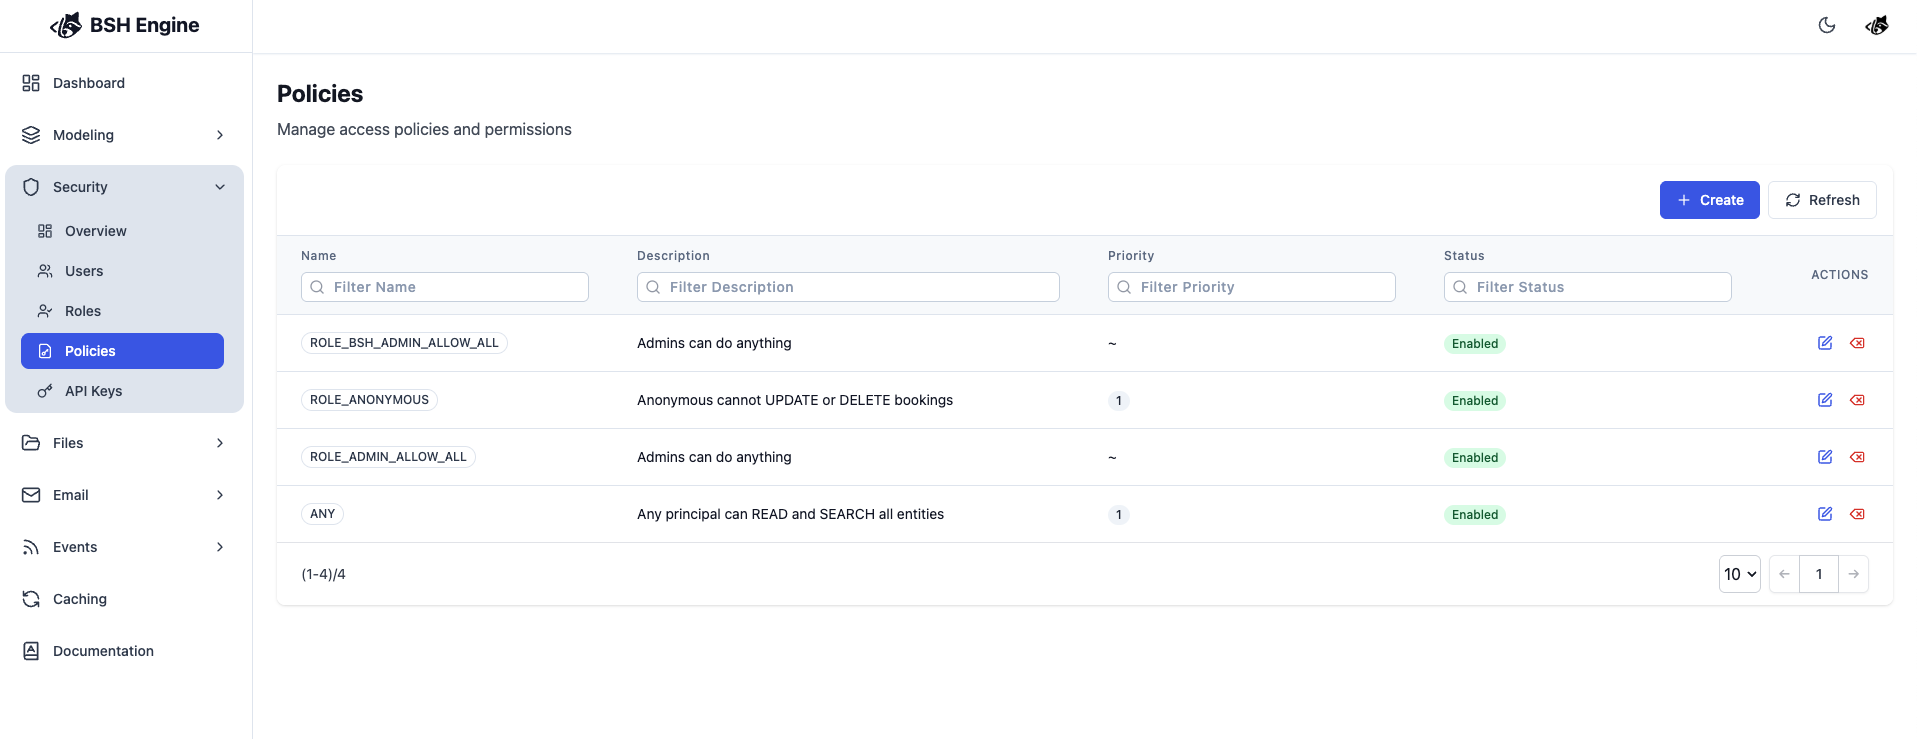 BSH Engine
Dashboard
Modeling
Security
Overview
Users
Roles
Policies
API Keys
Files
Email
Events
Caching
Documentation
Policies
Manage access policies and permissions
Create Refresh
Name Description Priority Status ACTIONS
Filter Name Filter Description Filter Priority Filter Status
ROLE_BSH_ADMIN_ALLOW_ALL Admins can do anything ~ Enabled
ROLE_ANONYMOUS Anonymous cannot UPDATE or DELETE bookings 1 Enabled
ROLE_ADMIN_ALLOW_ALL Admins can do anything ~ Enabled
ANY Any principal can READ and SEARCH all entities 1 Enabled
(1-4)/4 10 1